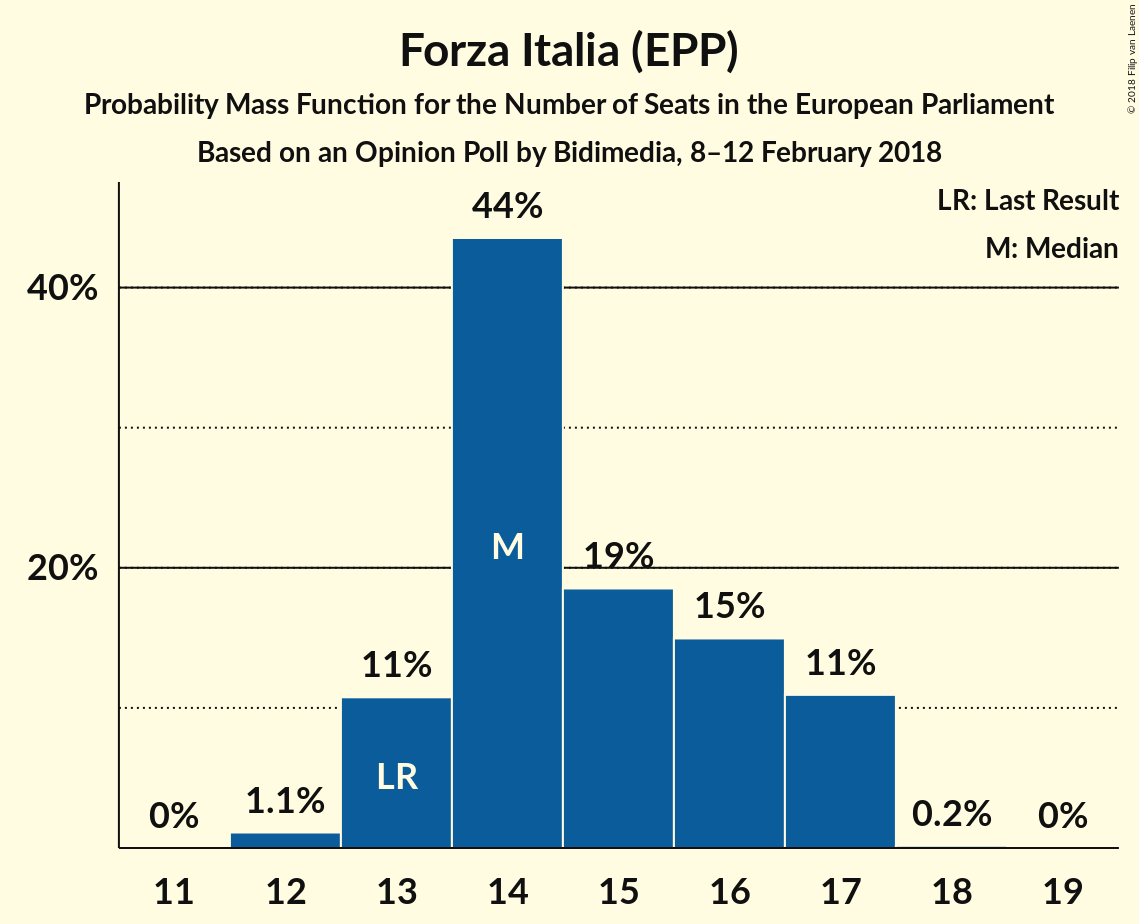 Forza Italia (EPP)
Probability Mass Function for the Number of Seats in the European Parliament
Based on an Opinion Poll by Bidimedia, 8–12 February 2018
© 2018 Filip van Laenen
LR: Last Result
M: Median
44%
40%
M
19%
20%
15%
11%
11%
LR
1.1%
0%
0.2%
0%
11 12 13 14 15 16 17 18 19